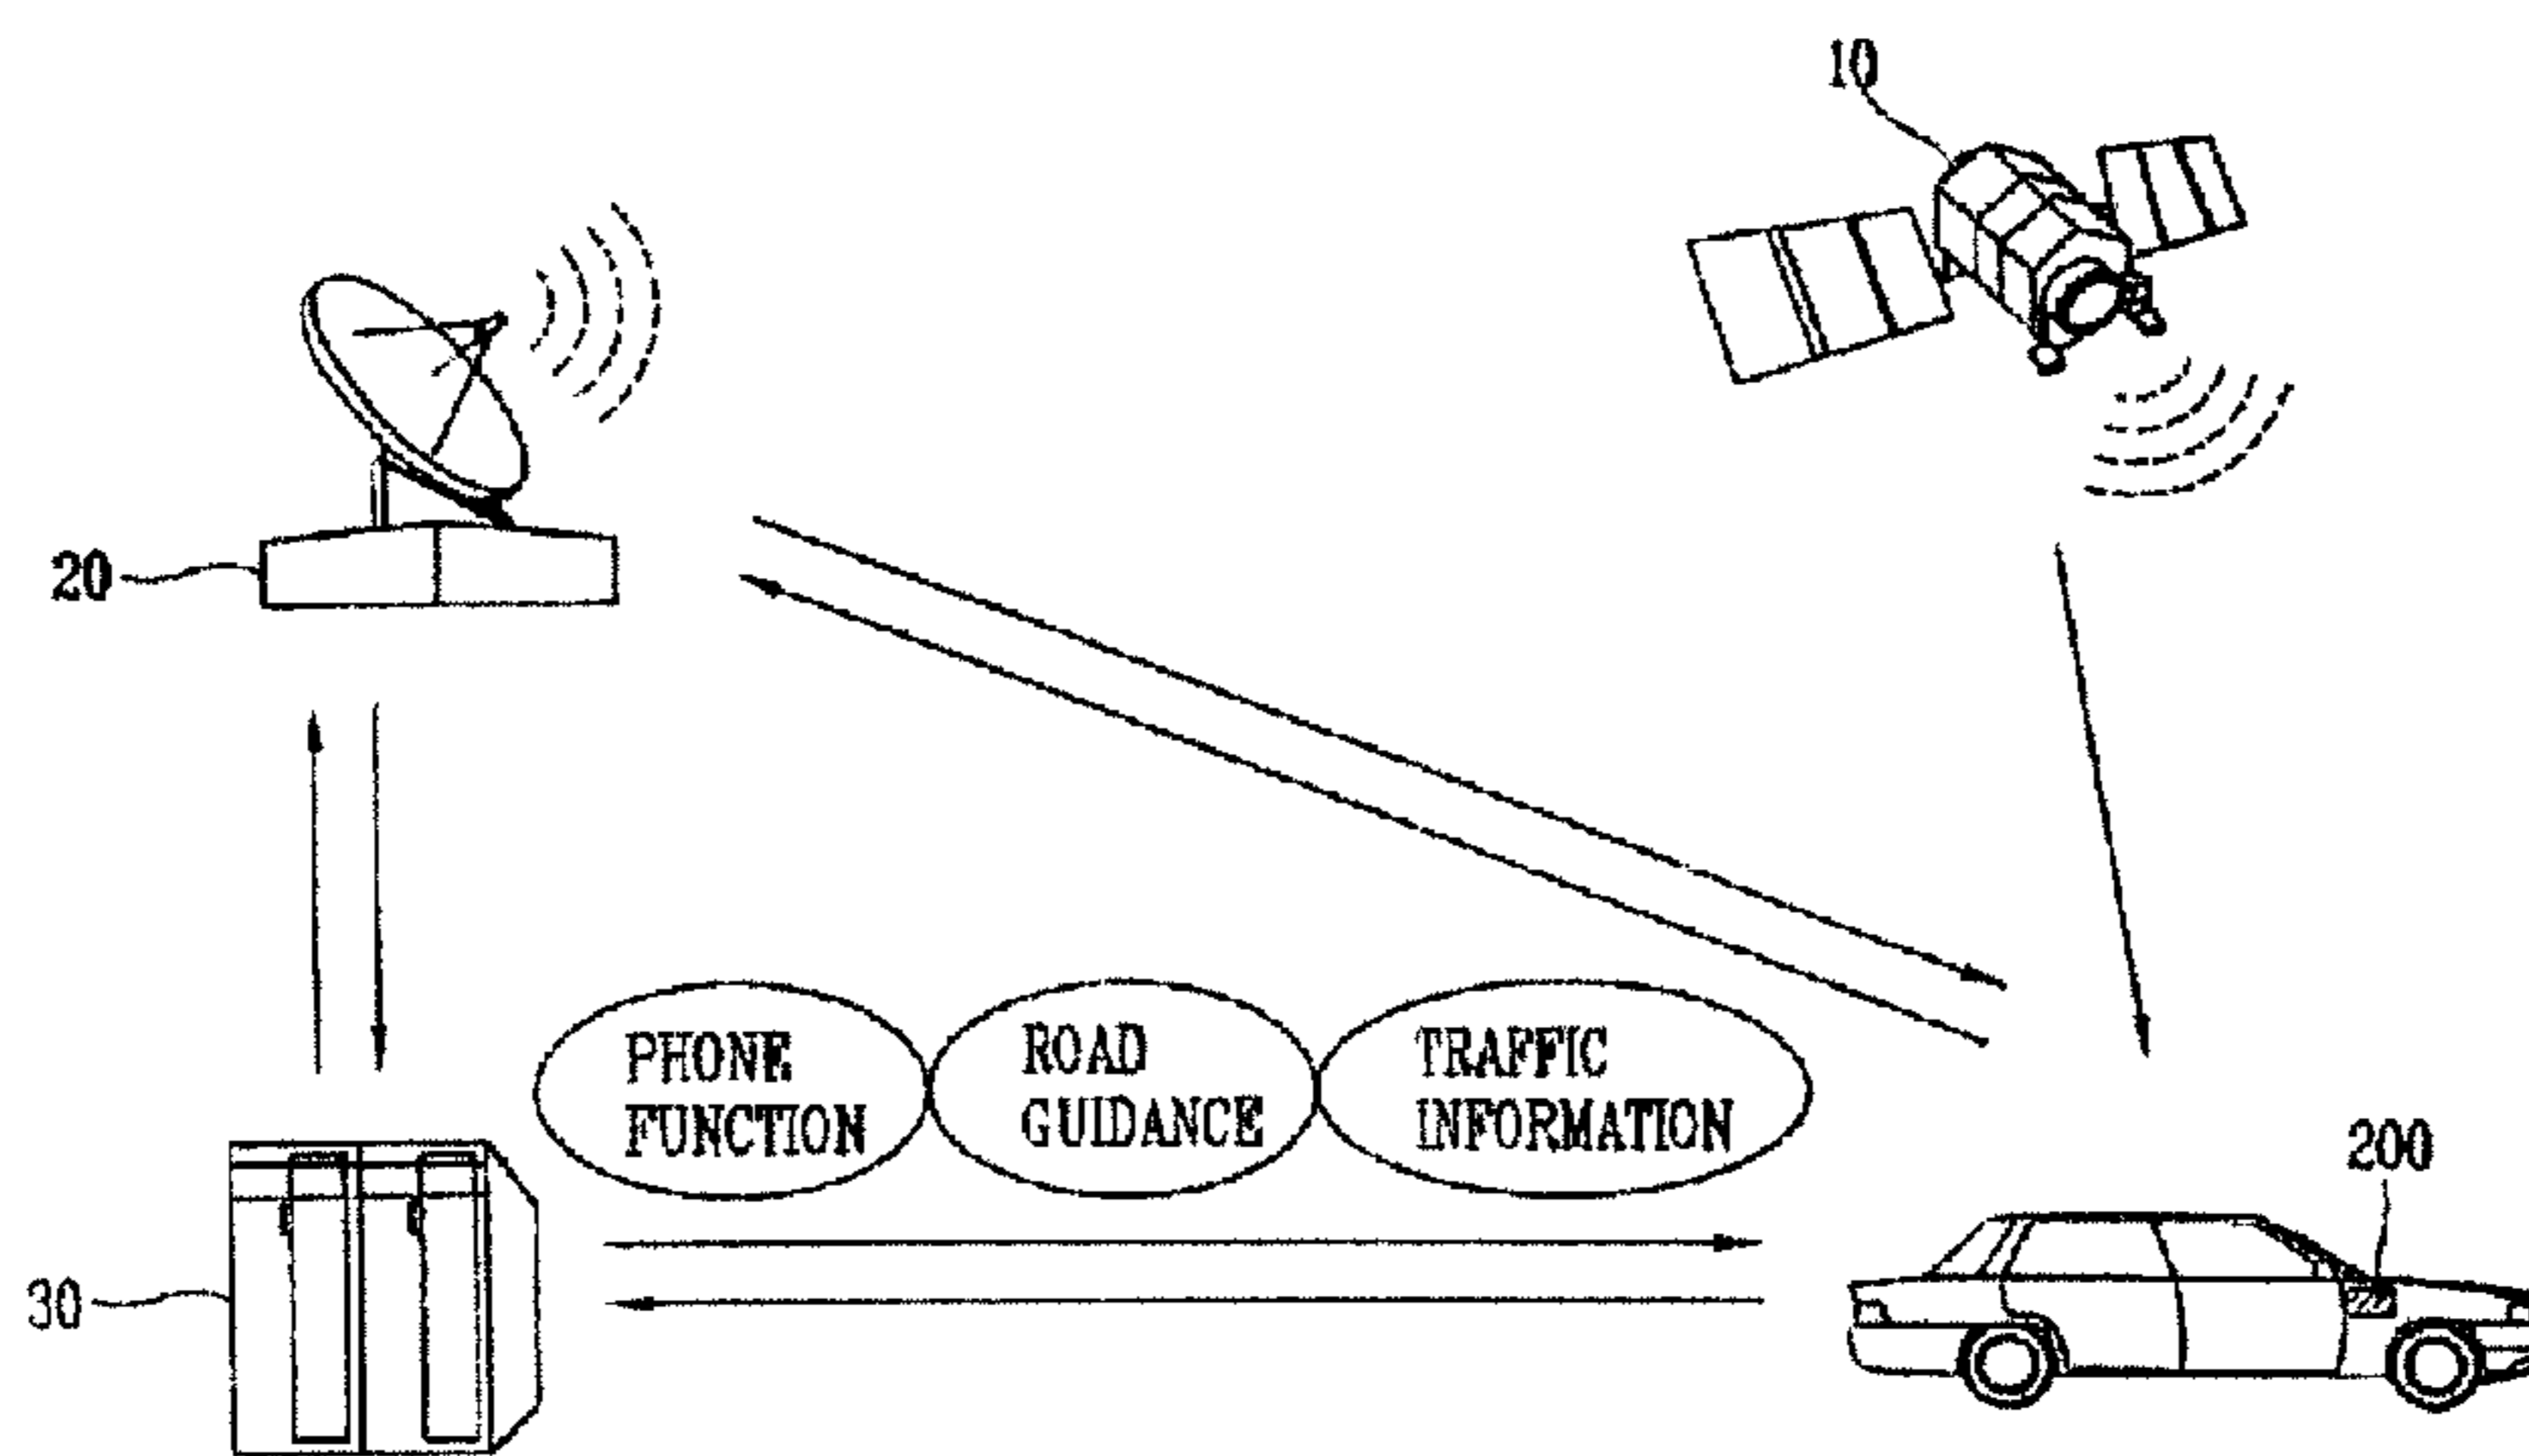 10
20
PHONE
FUNCTION
ROAD
GUIDANCE
TRAFFIC
INFORMATION
200
30